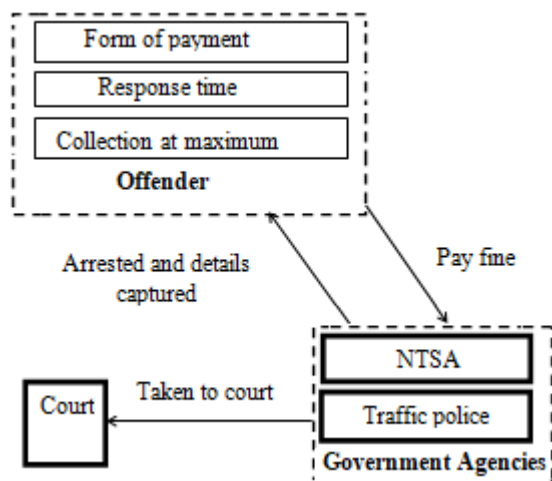 Form of payment
Response time
Collection at maximum
Offender
Arrested and details
captured
Pay fine
NTSA
Court
Taken to court
Traffic police
Government Agencies